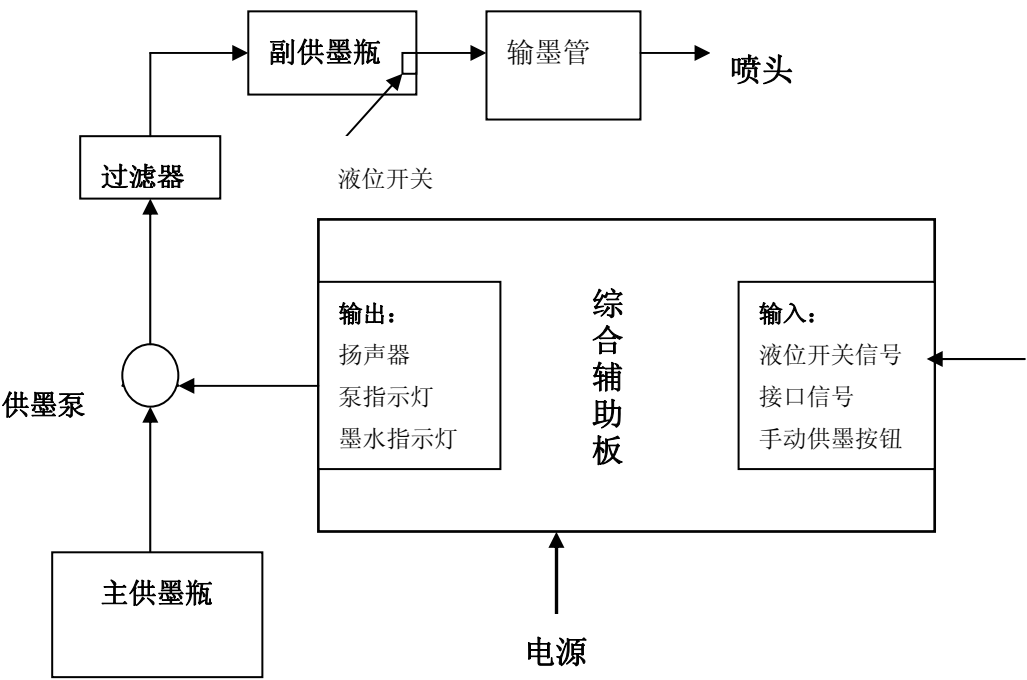 副供墨瓶
输墨管
喷头
过滤器
液位开关
输出：
扬声器
泵指示灯
墨水指示灯
综合辅助板
输入：
液位开关信号
接口信号
手动供墨按钮
供墨泵
主供墨瓶
电源